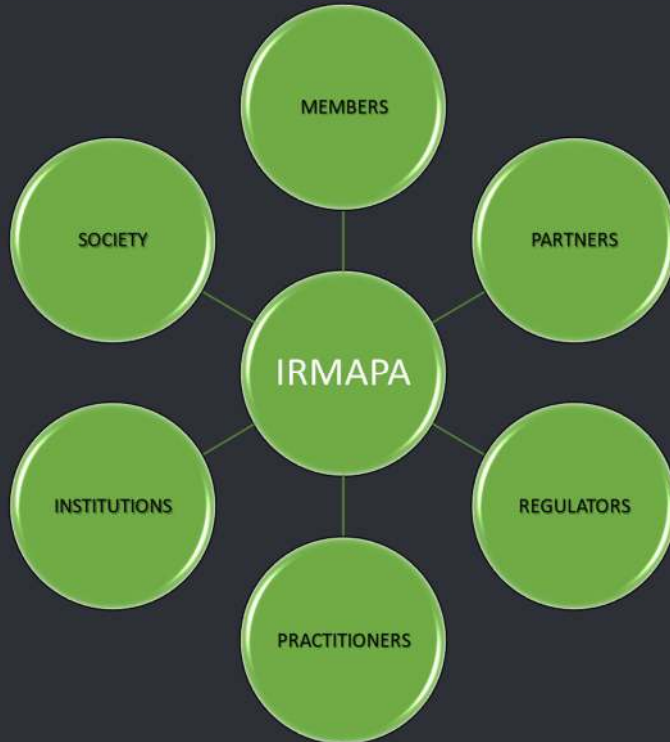 MEMBERS
SOCIETY
PARTNERS
IRMAPA
INSTITUTIONS
REGULATORS
PRACTITIONERS